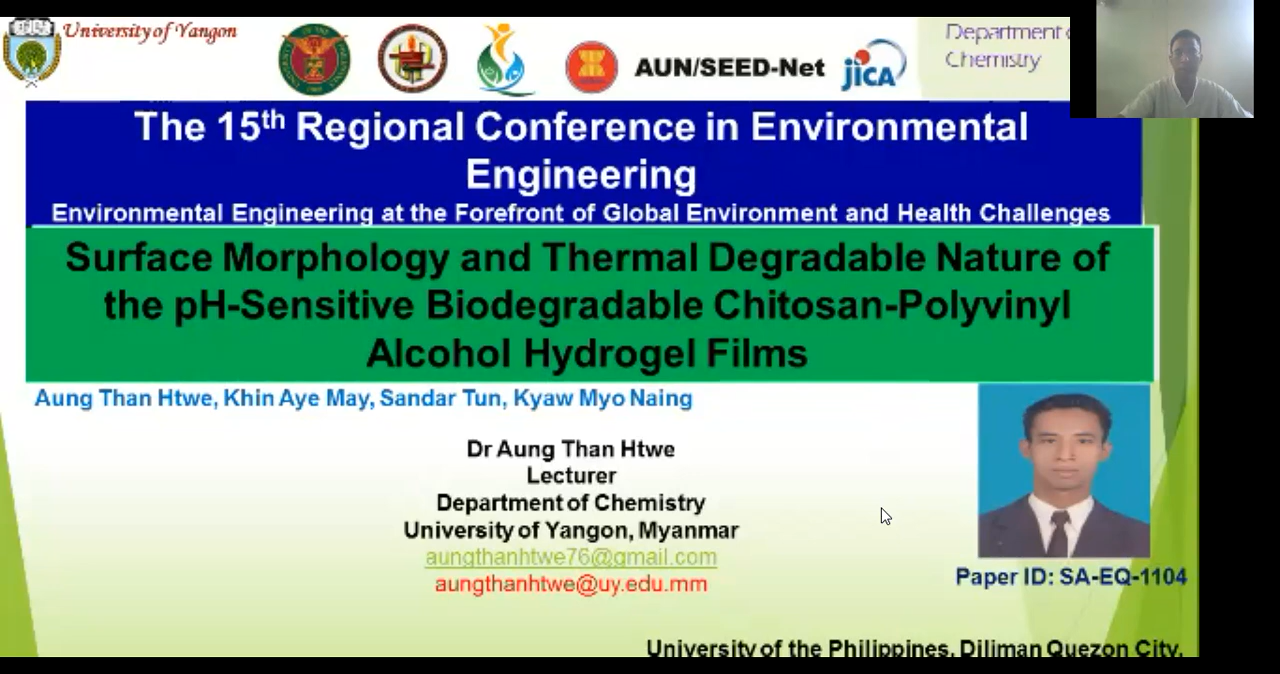 University of Yangon
AUN/SEED-Net
jICA
Department
Chemistry
The 15th Regional Conference in Environmental
Engineering
Environmental Engineering at the Forefront of Global Environment and Health Challenges
Surface Morphology and Thermal Degradable Nature of
the pH-Sensitive Biodegradable Chitosan-Polyvinyl
Alcohol Hydrogel Films
Aung Than Htwe, Khin Aye May, Sandar Tun, Kyaw Myo Naing
Dr Aung Than Htwe
Lecturer
Department of Chemistry
University of Yangon, Myanmar
aungthanhtwe76@gmail.com
aungthanhtwe@uy.edu.mm
Paper ID: SA-EQ-1104
University of the Philippines, Diliman Quezon City,